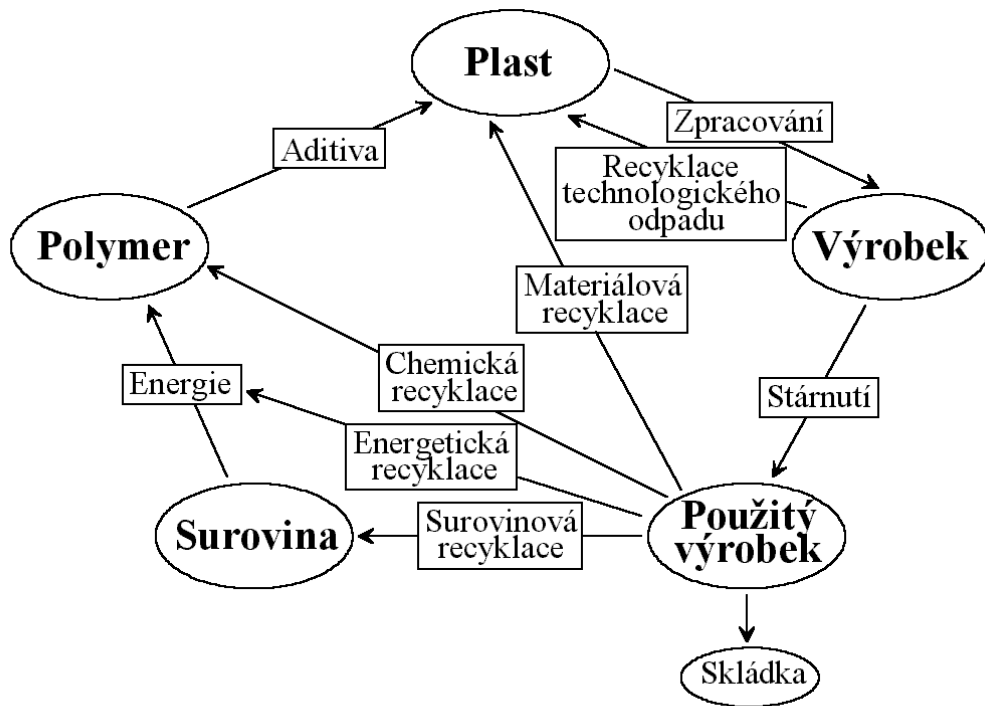 Plast
Zpracování
Aditiva
Recyklace
technologického
odpadu
Polymer
Výrobek
Materiálová
recyklace
Chemická
recyklace
Energie
Stárnutí
Energetická
recyklace
Surovina
Surovinová
recyklace
Použitý
výrobek
Skládka